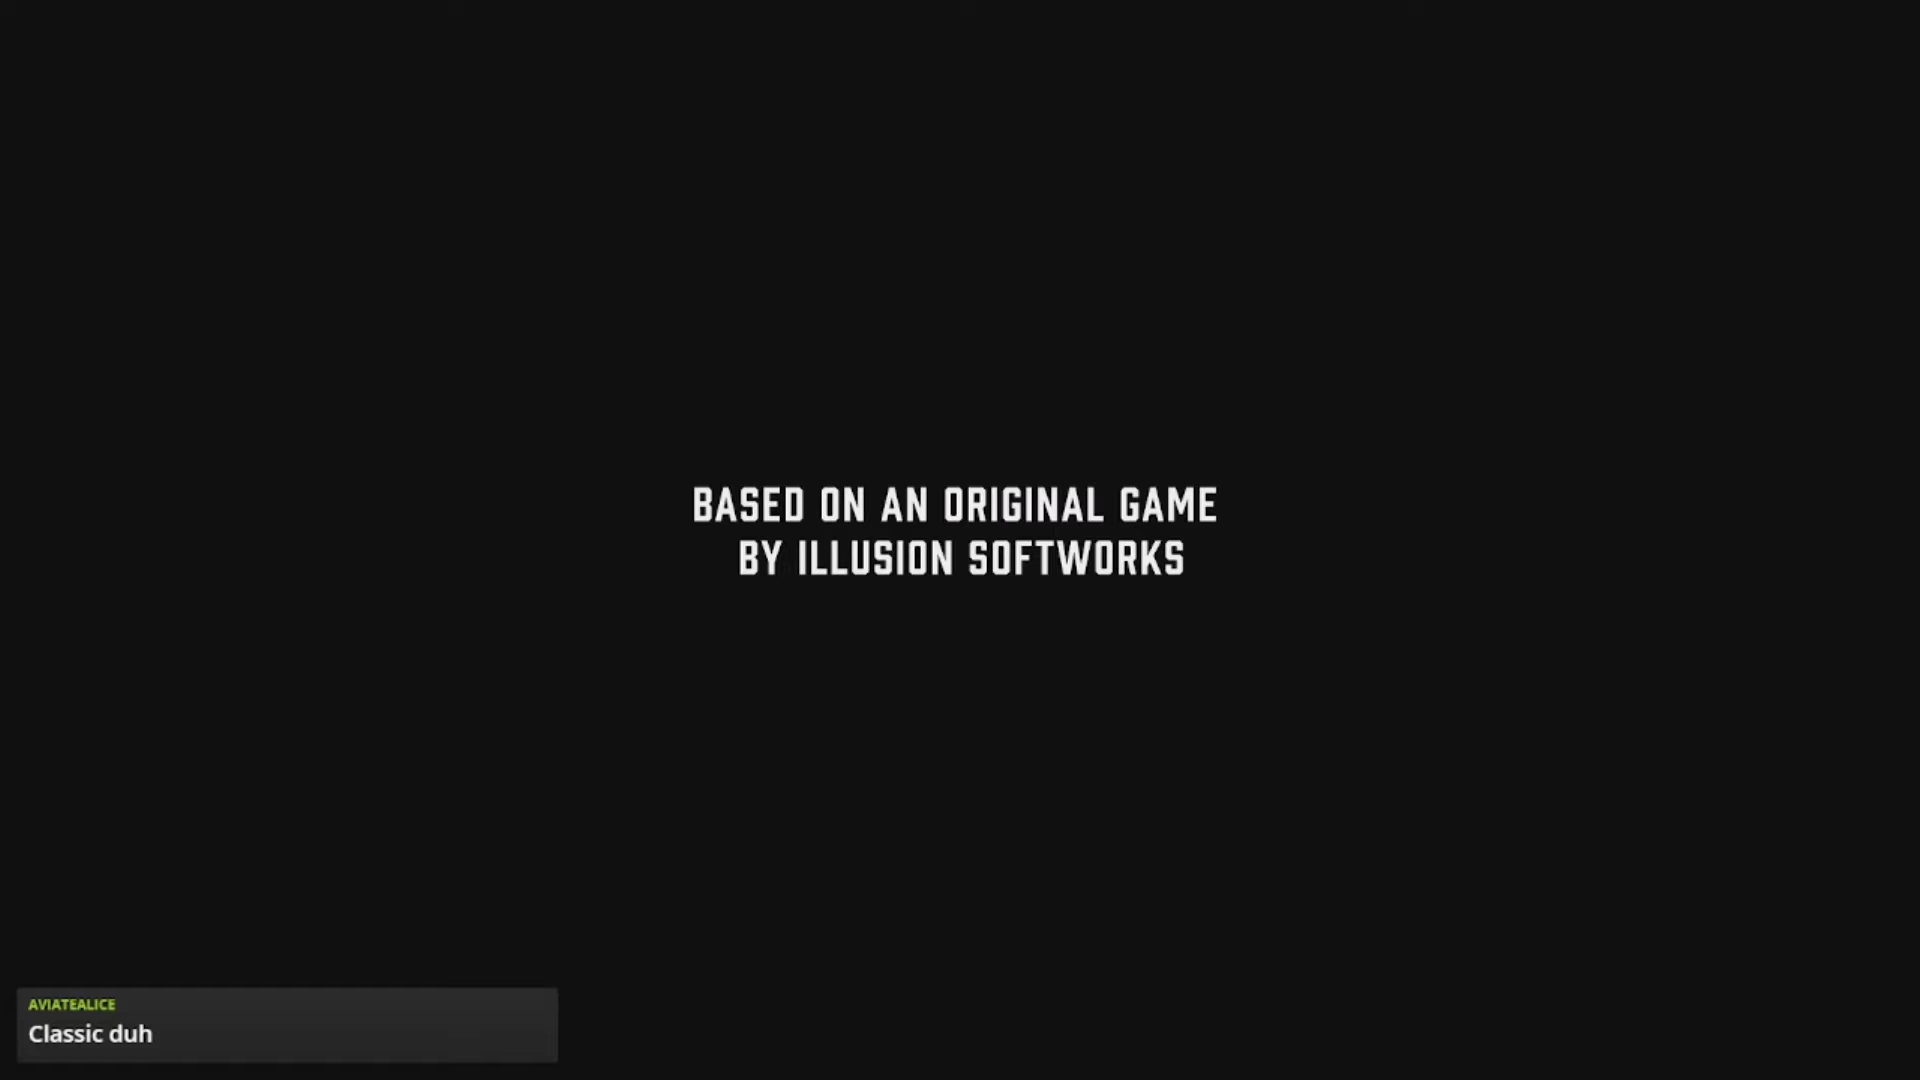 BASED ON AN ORIGINAL GAME
BY ILLUSION SOFTWORKS
AVIATEALICE
Classic duh